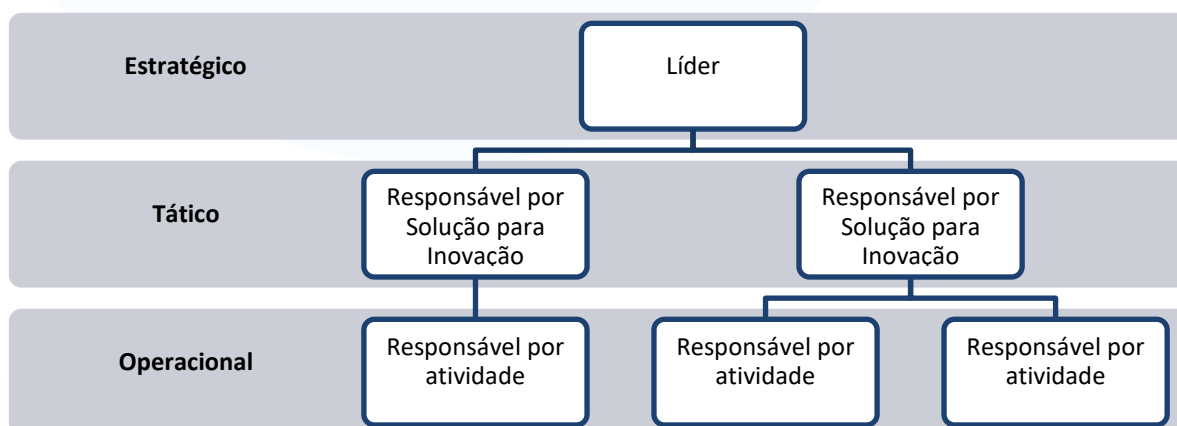 Estratégico
Líder
Tático
Responsável por
Solução para
Inovação
Responsável por
Solução para
Inovação
Operacional
Responsável por
atividade
Responsável por
atividade
Responsável por
atividade